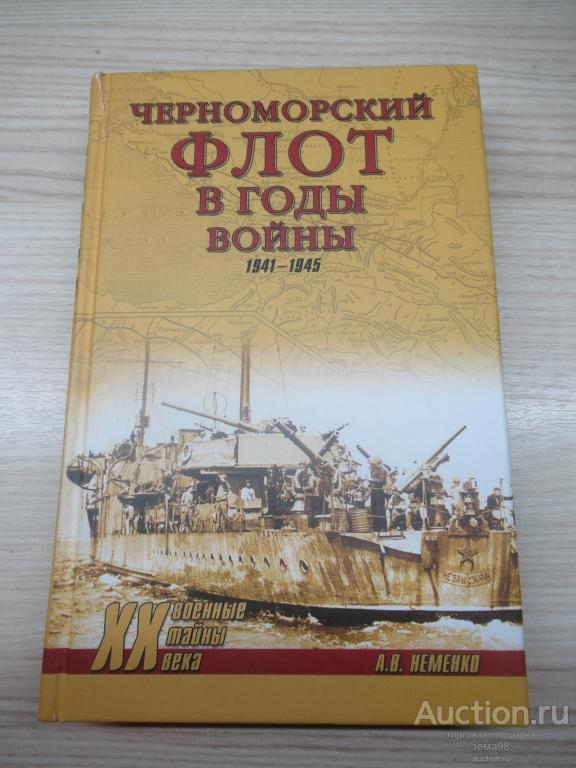 ЧЕРНОМОРСКИЙ
ФЛОТ
В ГОДЫ
ВОЙНЫ
1941–1945
XX ВОЕННЫЕ
ТАЙНЫ
ВЕКА
А.В. НЕМЕНКО
Auction.ru
торговая площадка
зема98
auction.ru